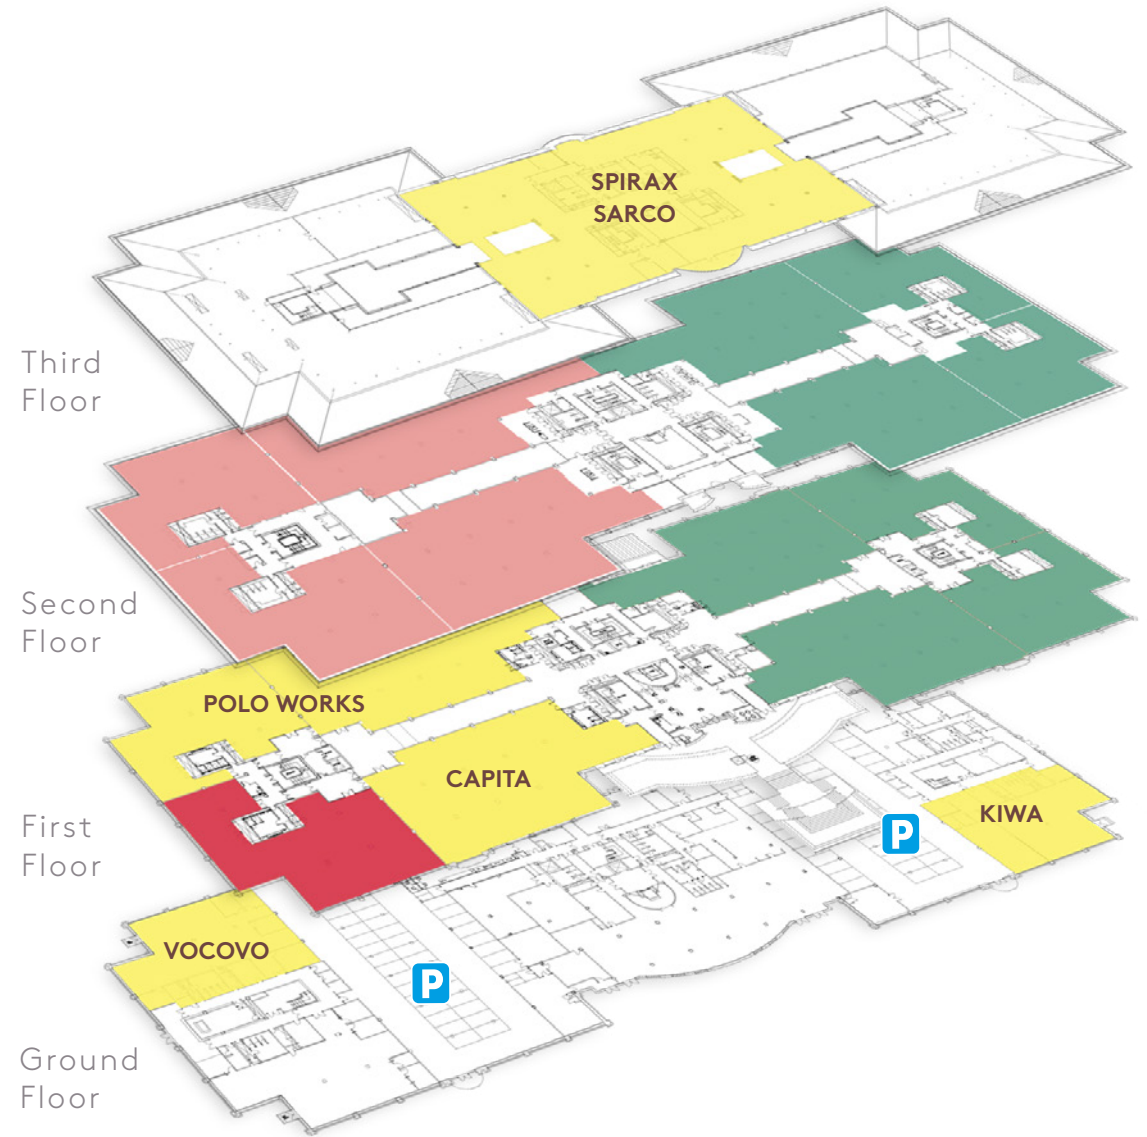 SPIRAX
SARCO
Third
Floor
Second
Floor
POLO WORKS
CAPITA
First
Floor
KIWA
P
VOCOVO
P
Ground
Floor